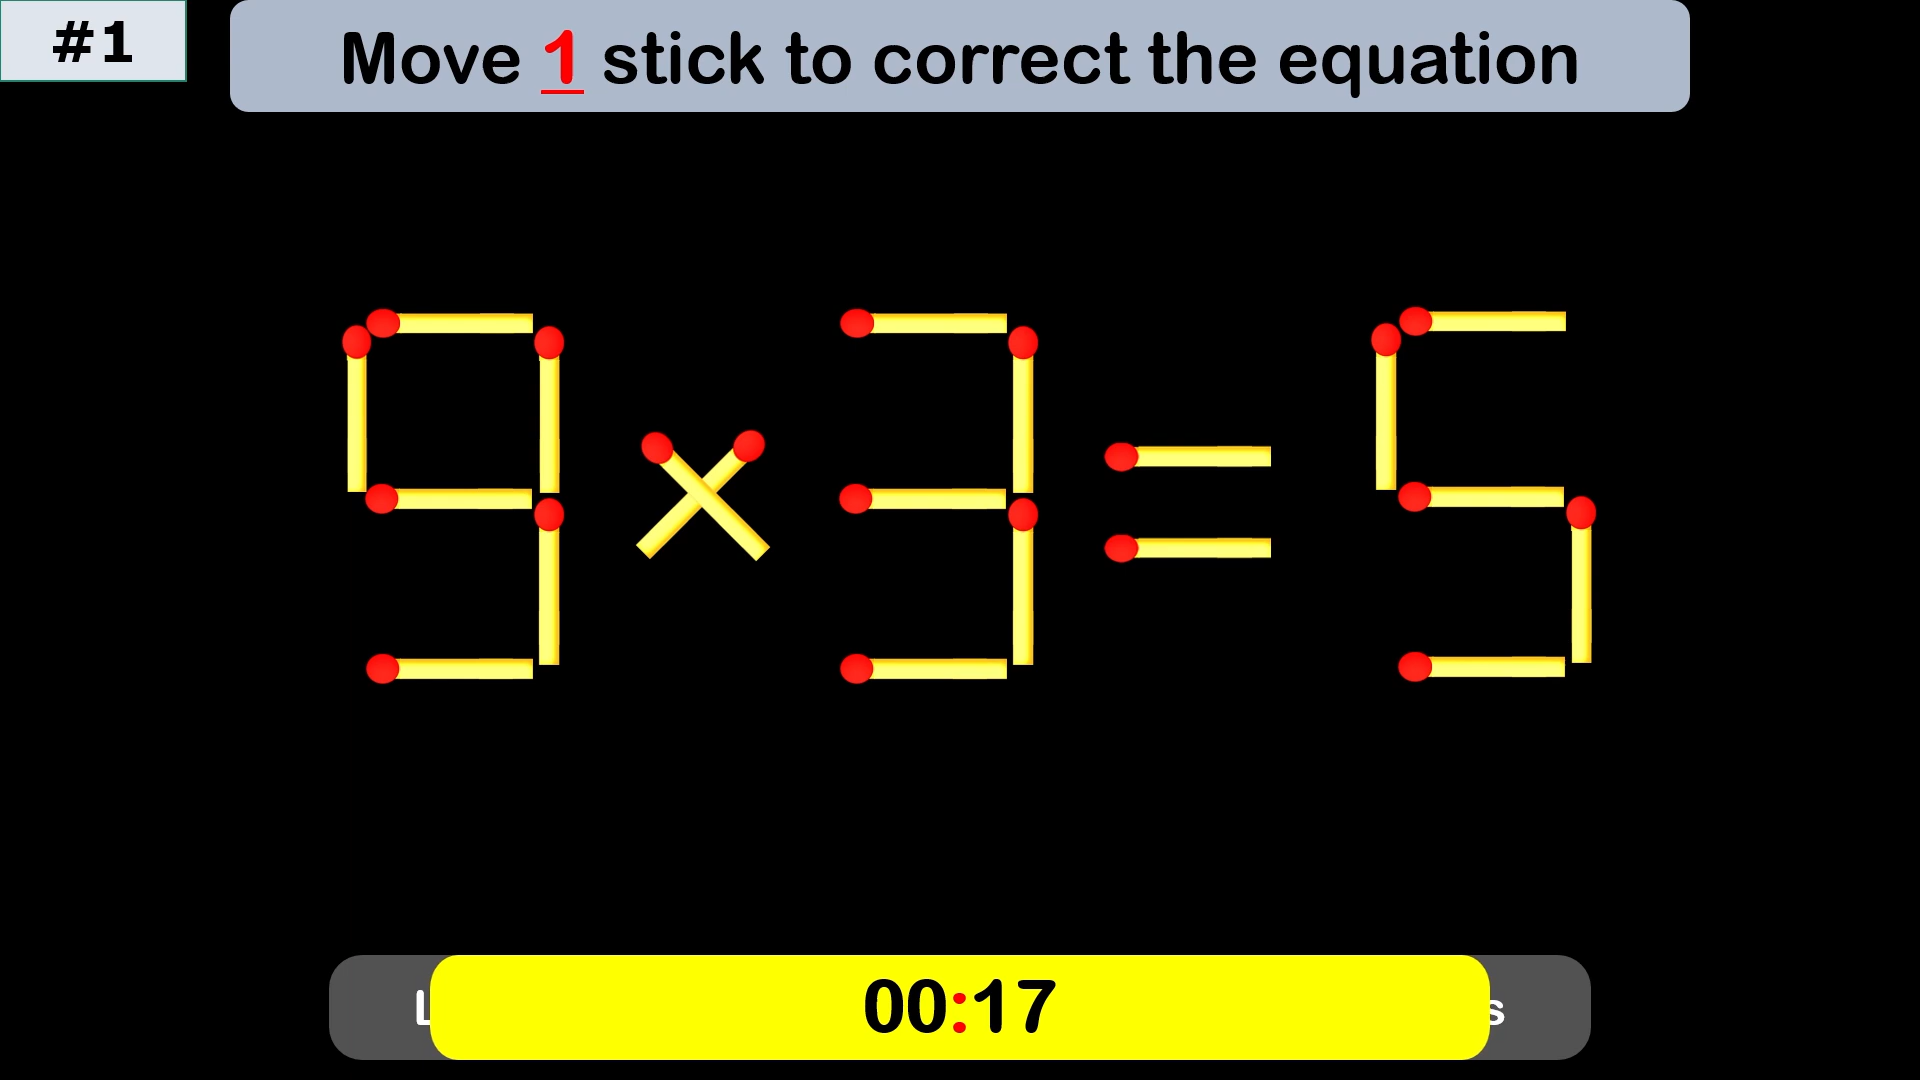 #1
Move 1 stick to correct the equation
9 × 3 = 5
00:17